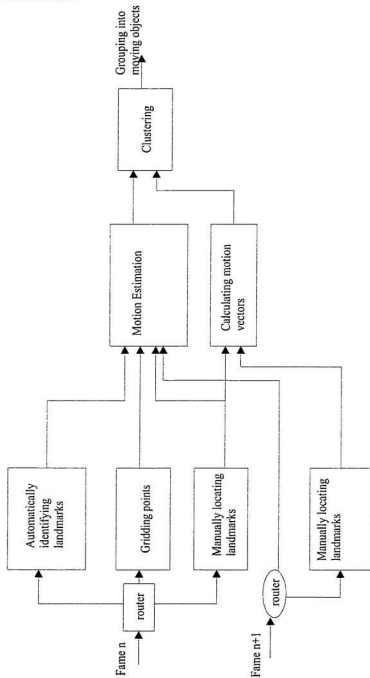 Fame n
router
Automatically
identifying
landmarks
Gridding points
Manually locating
landmarks
Fame n+1
router
Manually locating
landmarks
Motion Estimation
Calculating motion
vectors
Clustering
Grouping into
moving objects